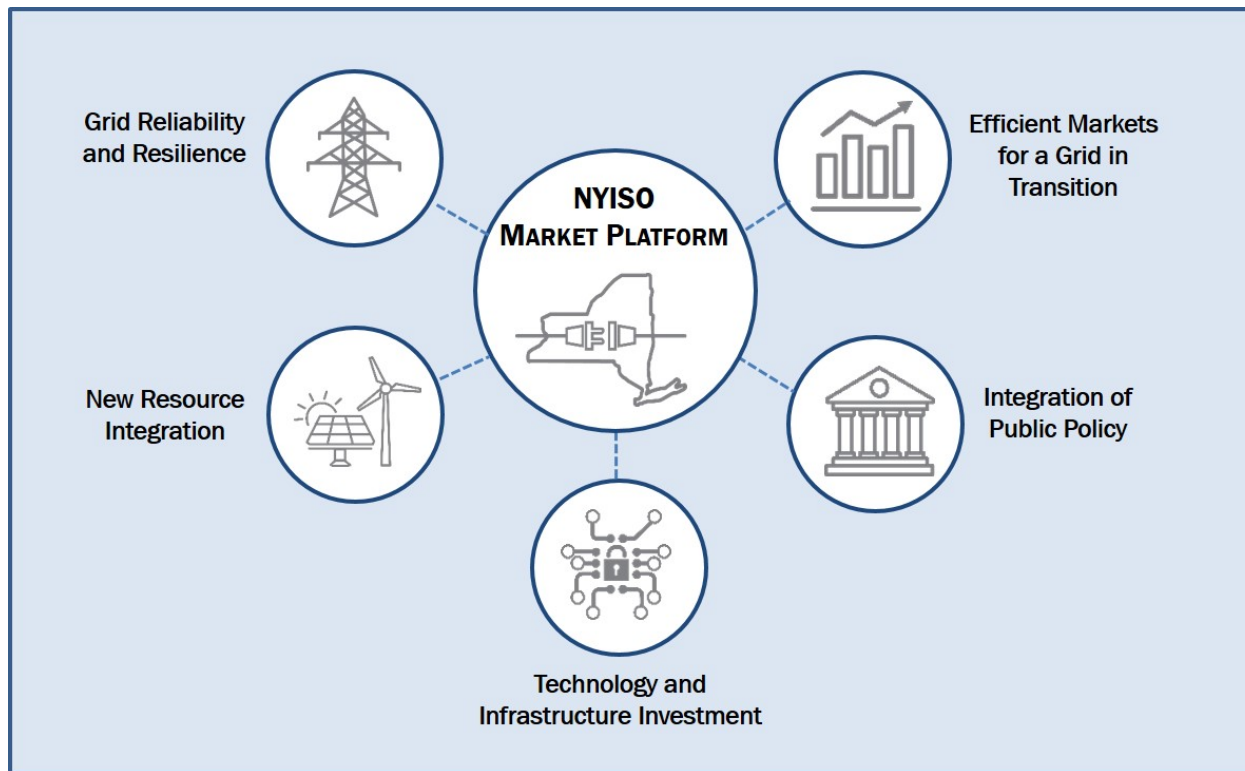 Grid Reliability
and Resilience
NYISO
MARKET PLATFORM
Efficient Markets
for a Grid in
Transition
New Resource
Integration
Integration of
Public Policy
Technology and
Infrastructure Investment